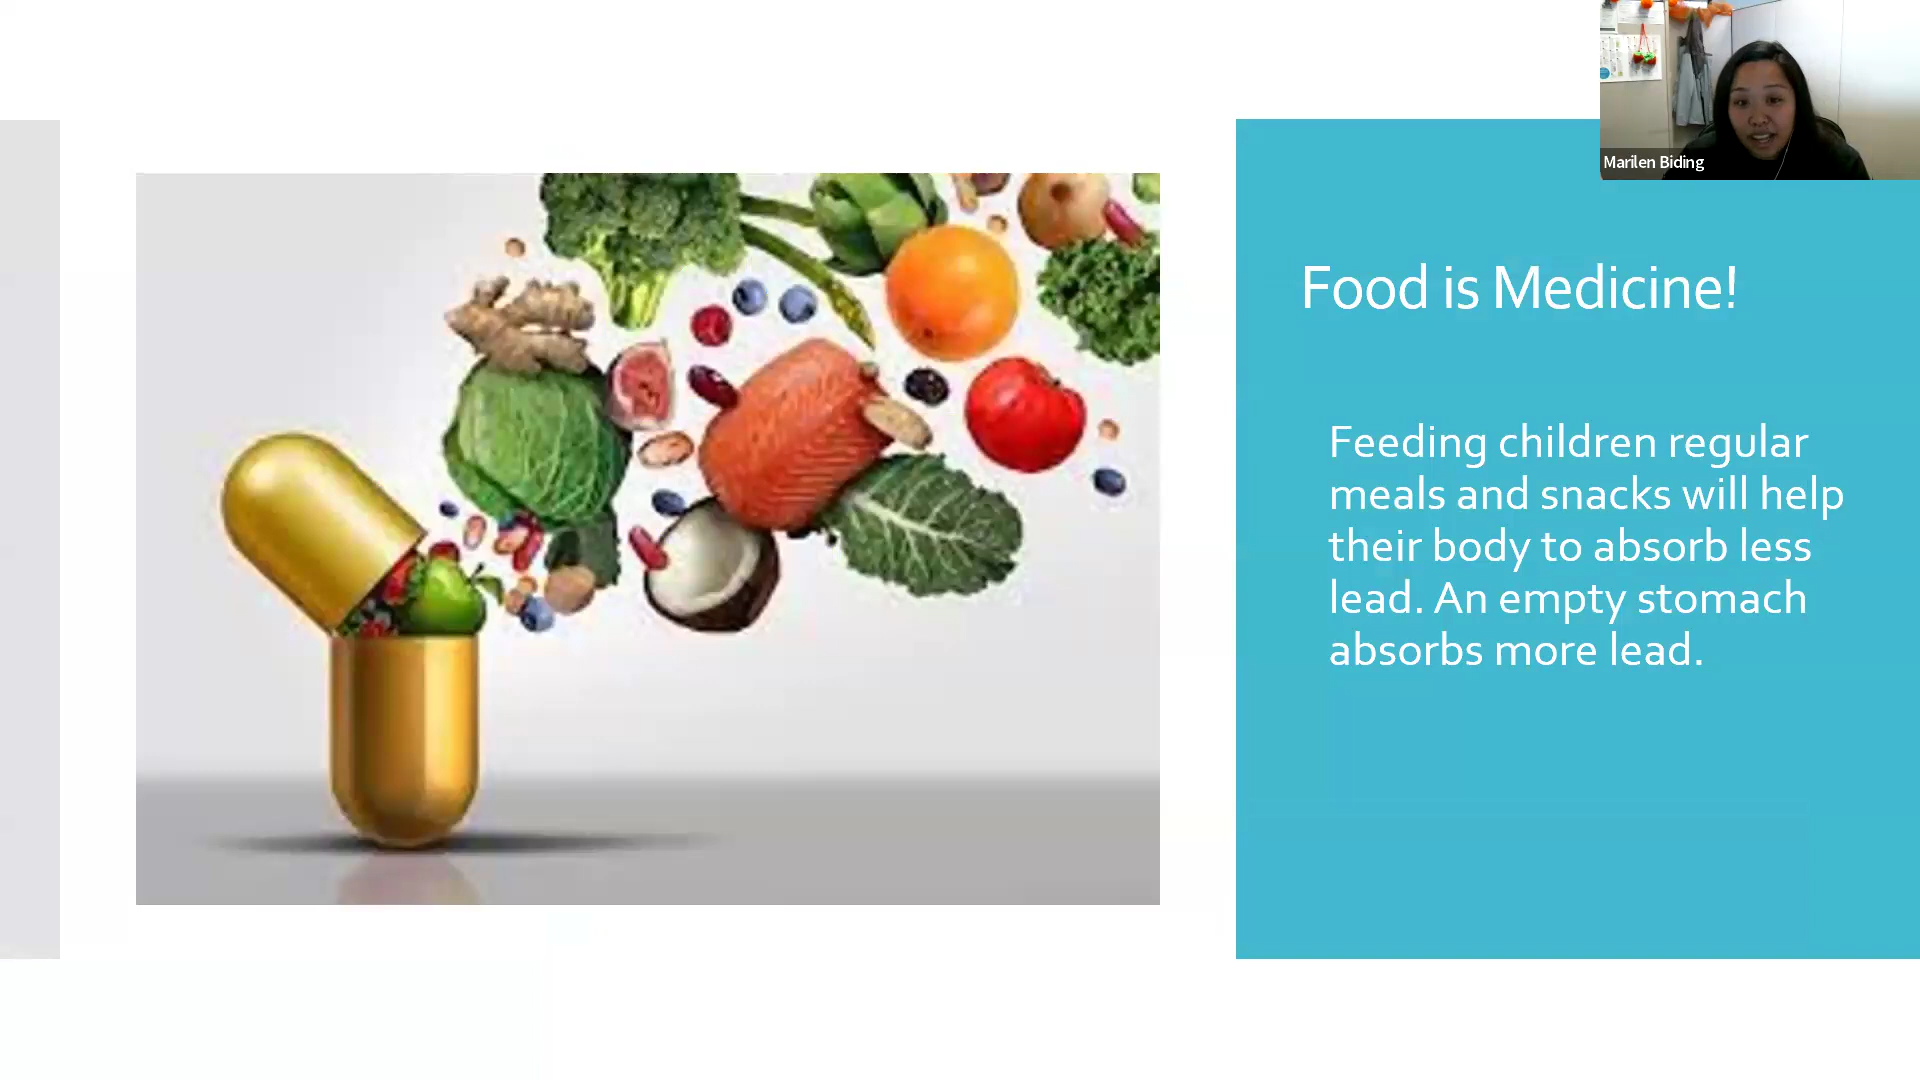 Marilen Biding
Food is Medicine!
Feeding children regular
meals and snacks will help
their body to absorb less
lead. An empty stomach
absorbs more lead.